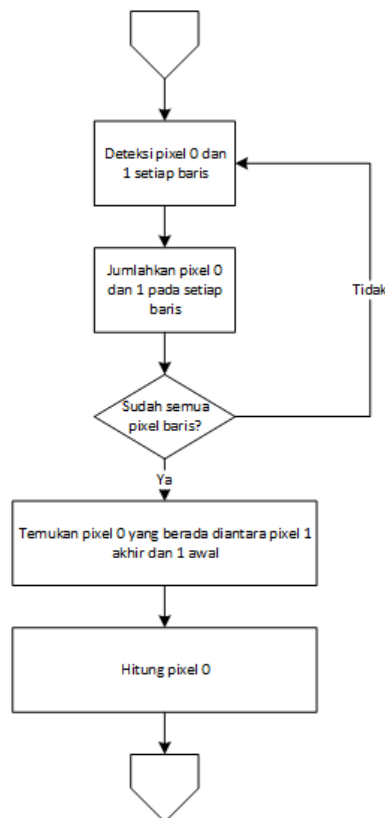 Deteksi pixel 0 dan
1 setiap baris
Jumlahkan pixel 0
dan 1 pada setiap
baris
Tidak
Sudah semua
pixel baris?
Ya
Temukan pixel 0 yang berada diantara pixel 1
akhir dan 1 awal
Hitung pixel 0